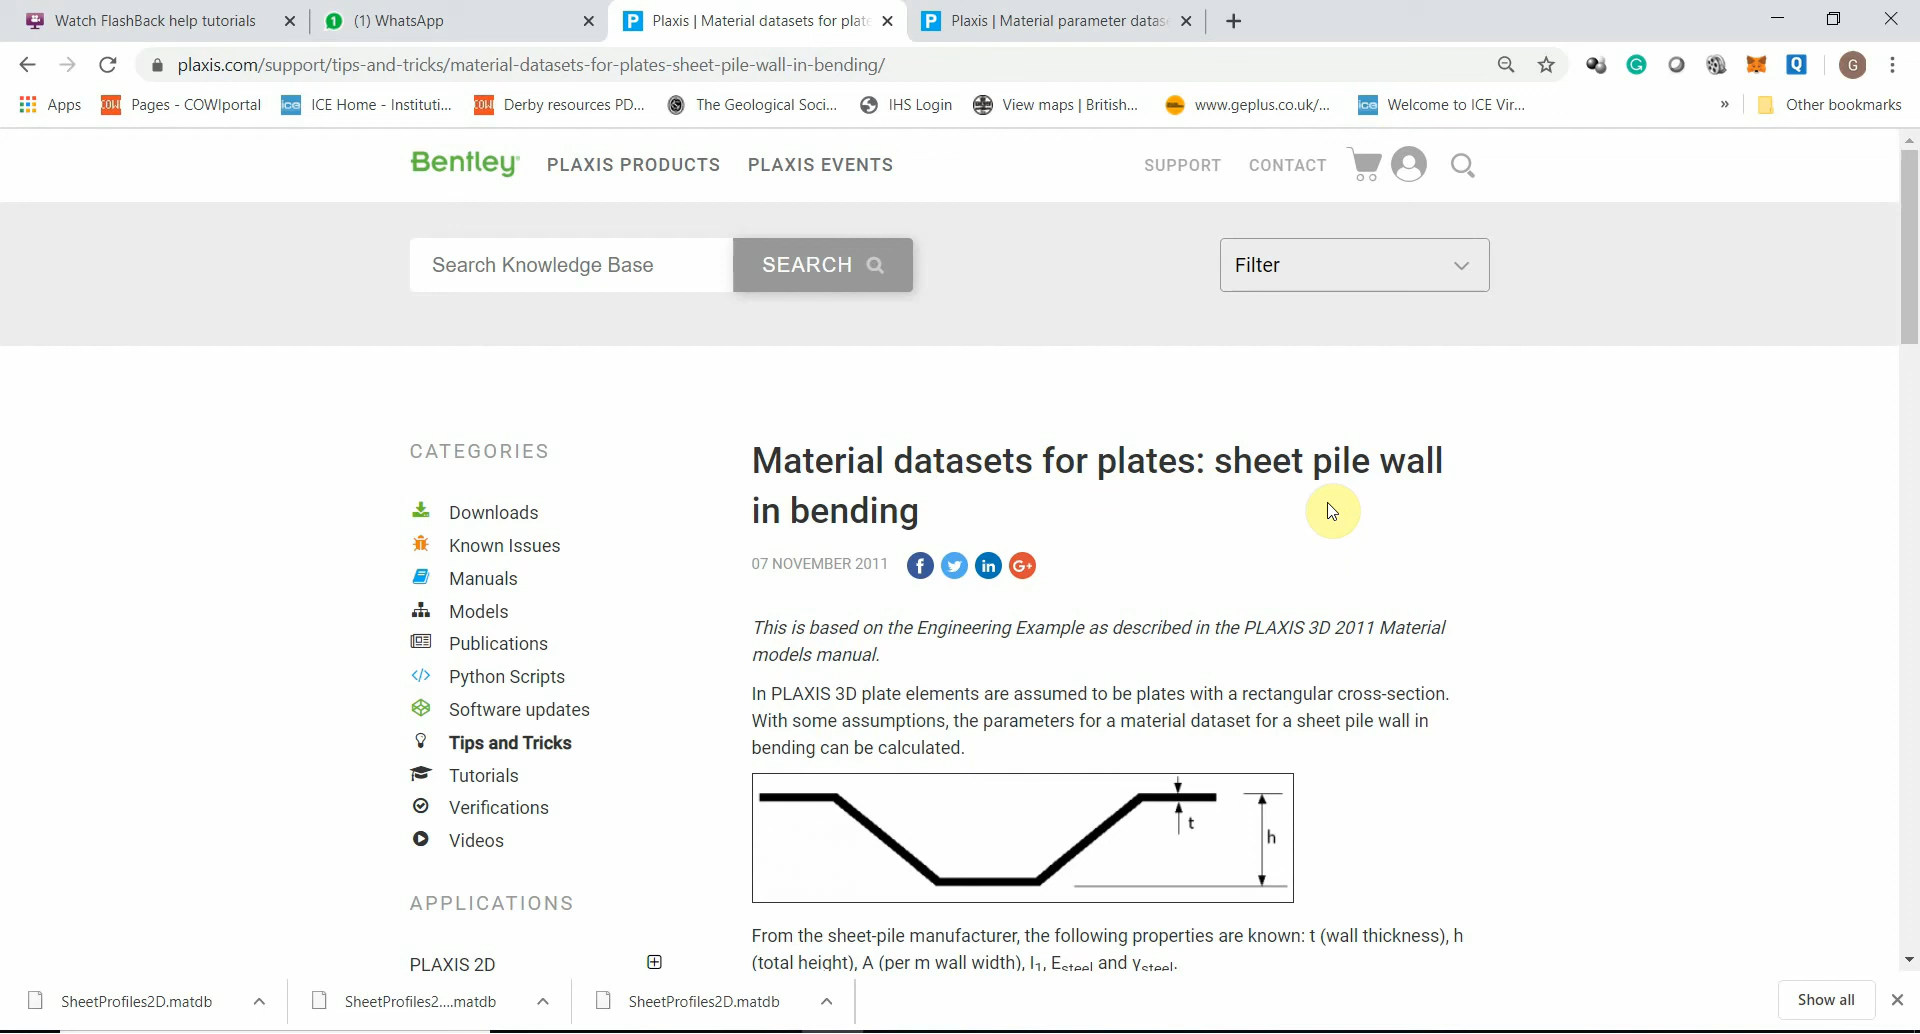 Watch FlashBack help tutorials
1
(1) WhatsApp
Plaxis | Material datasets for plate
Plaxis | Material parameter datas
plaxis.com/support/tips-and-tricks/material-datasets-for-plates-sheet-pile-wall-in-bending/
G
Q
G
Apps
COWI
Pages - COWIportal
ice
ICE Home - Instituti...
COWI
Derby resources PD...
The Geological Soci...
IHS Login
View maps | British...
www.geplus.co.uk/...
ice
Welcome to ICE Vir...
»
Other bookmarks
Bentley
PLAXIS PRODUCTS
PLAXIS EVENTS
SUPPORT
CONTACT
Search Knowledge Base
SEARCH
Filter
CATEGORIES
Downloads
Known Issues
Manuals
Models
Publications
Python Scripts
Software updates
Tips and Tricks
Tutorials
Verifications
Videos
APPLICATIONS
PLAXIS 2D
Material datasets for plates: sheet pile wall
in bending
07 NOVEMBER 2011
f
in
G+
This is based on the Engineering Example as described in the PLAXIS 3D 2011 Material
models manual.
In PLAXIS 3D plate elements are assumed to be plates with a rectangular cross-section.
With some assumptions, the parameters for a material dataset for a sheet pile wall in
bending can be calculated.
t
h
From the sheet-pile manufacturer, the following properties are known: t (wall thickness), h
(total height), A (per m wall width), I1, Esteel and γsteel.
SheetProfiles2D.matdb
SheetProfiles2....matdb
SheetProfiles2D.matdb
Show all